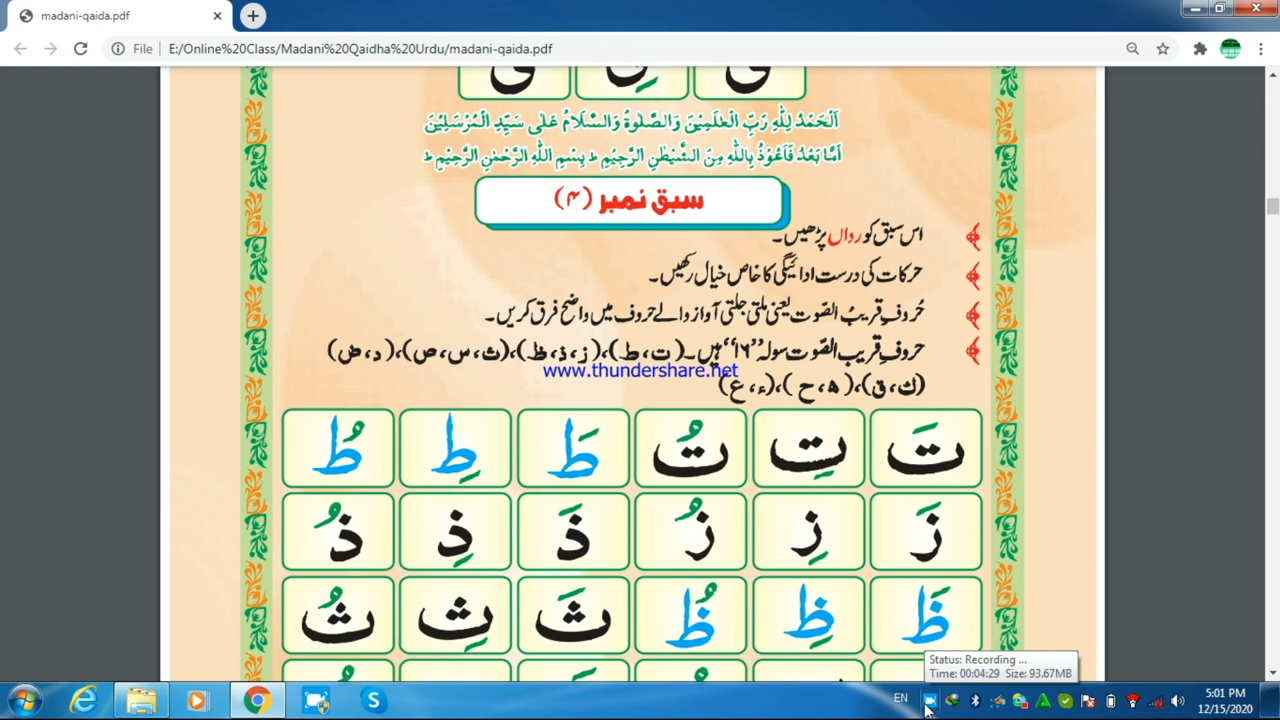 madani-qaida.pdf
File E:/Online%20Class/Madani%20Qaidha%20Urdu/madani-qaida.pdf
اَلْحَمْدُ لِلّٰهِ رَبِّ الْعٰلَمِیْنَ وَالصَّلٰوةُ وَالسَّلَامُ عَلٰی سَیِّدِ الْمُرْسَلِیْنَ
اَمَّا بَعْدُ فَاَعُوْذُ بِاللّٰهِ مِنَ الشَّیْطٰنِ الرَّجِیْمِ ط بِسْمِ اللّٰهِ الرَّحْمٰنِ الرَّحِیْمِ ط
سبق نمبر (۴)
اس سبق کو رواں پڑھیں۔
حرکات کی درست ادائیگی کا خاص خیال رکھیں۔
حُروفِ قریبُ الصّوت یعنی ملتی جلتی آواز والے حروف میں واضح فرق کریں۔
حروفِ قریب الصّوت سولہ ”۱۶“ ہیں۔ (ت، ط)،(ز، ذ، ظ)،(ث، س، ص)،(د، ض)
www.thundershare.net
(ك، ق)،(ھ، ح)،(ء، ع)
تَ تِ تُ طَ طِ طُ
زَ زِ زُ ذَ ذِ ذُ
ظَ ظِ ظُ ثَ ثِ ثُ
Status: Recording ...
Time: 00:04:29 Size: 93.67MB
EN
5:01 PM
12/15/2020